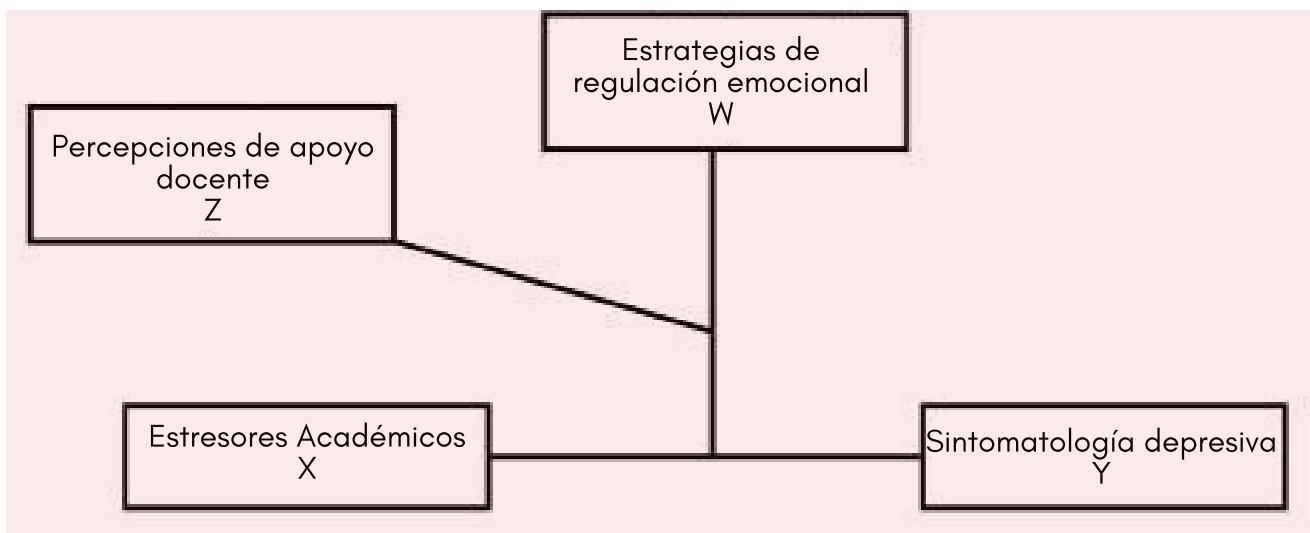 Estrategias de
regulación emocional
W
Percepciones de apoyo
docente
Z
Estresores Académicos
X
Sintomatología depresiva
Y